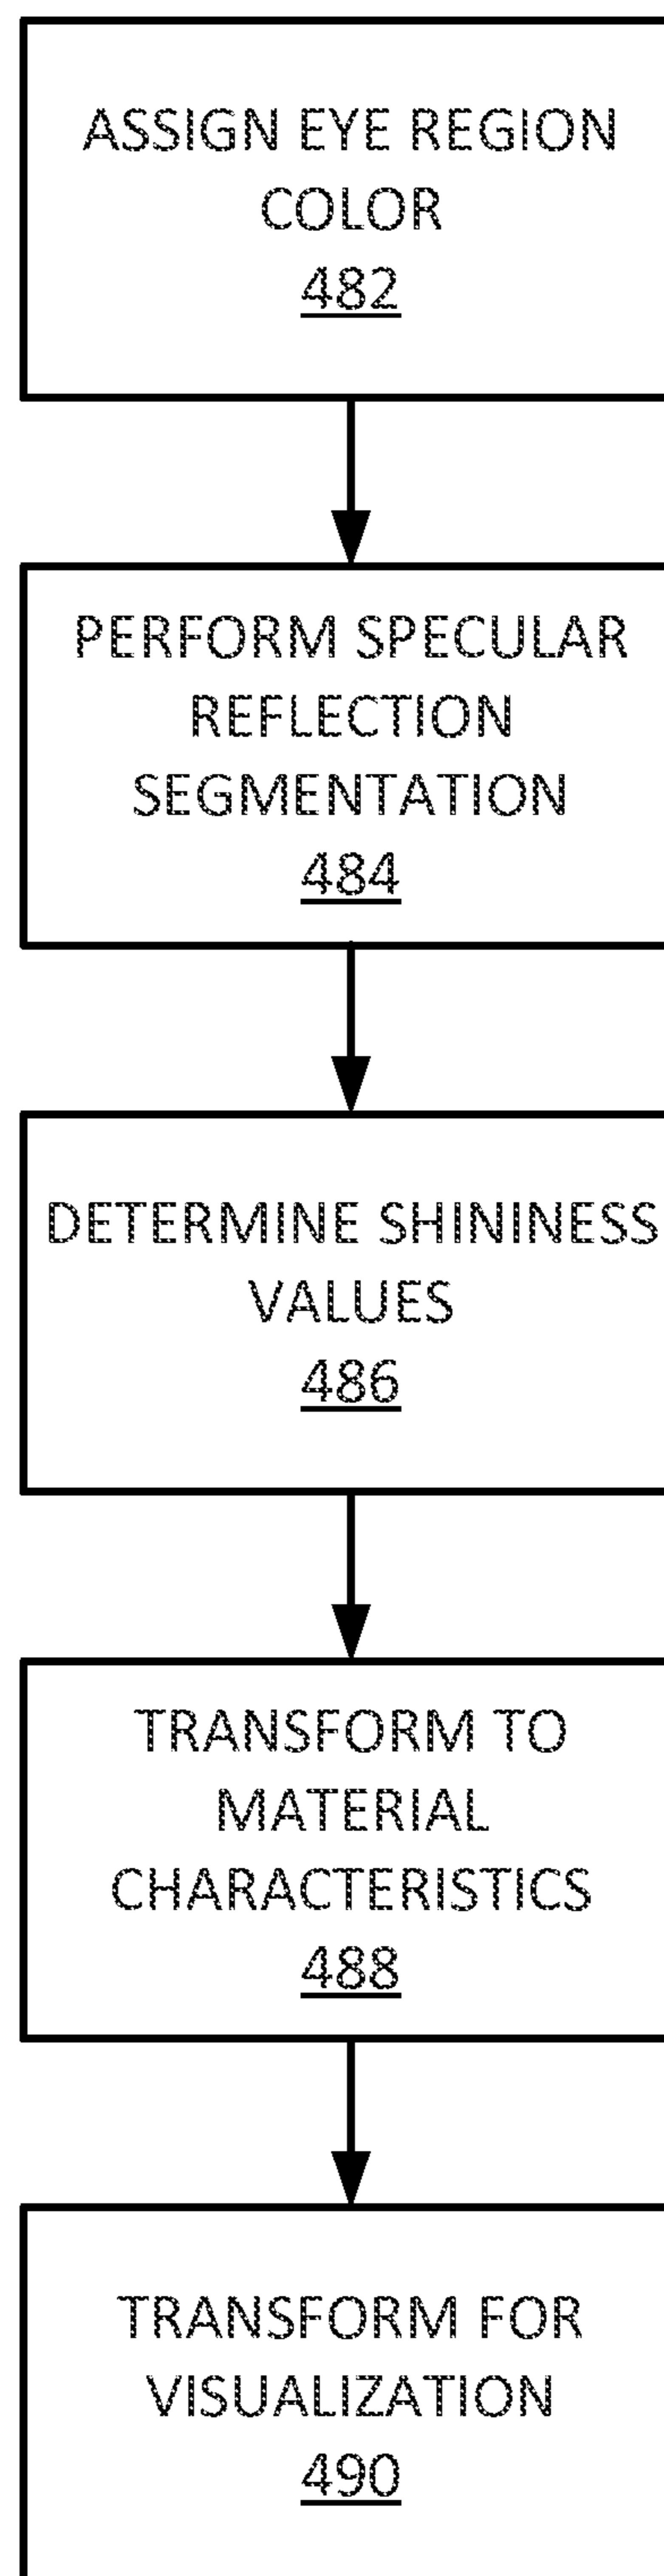 ASSIGN EYE REGION
COLOR
482
PERFORM SPECULAR
REFLECTION
SEGMENTATION
484
DETERMINE SHININESS
VALUES
486
TRANSFORM TO
MATERIAL
CHARACTERISTICS
488
TRANSFORM FOR
VISUALIZATION
490